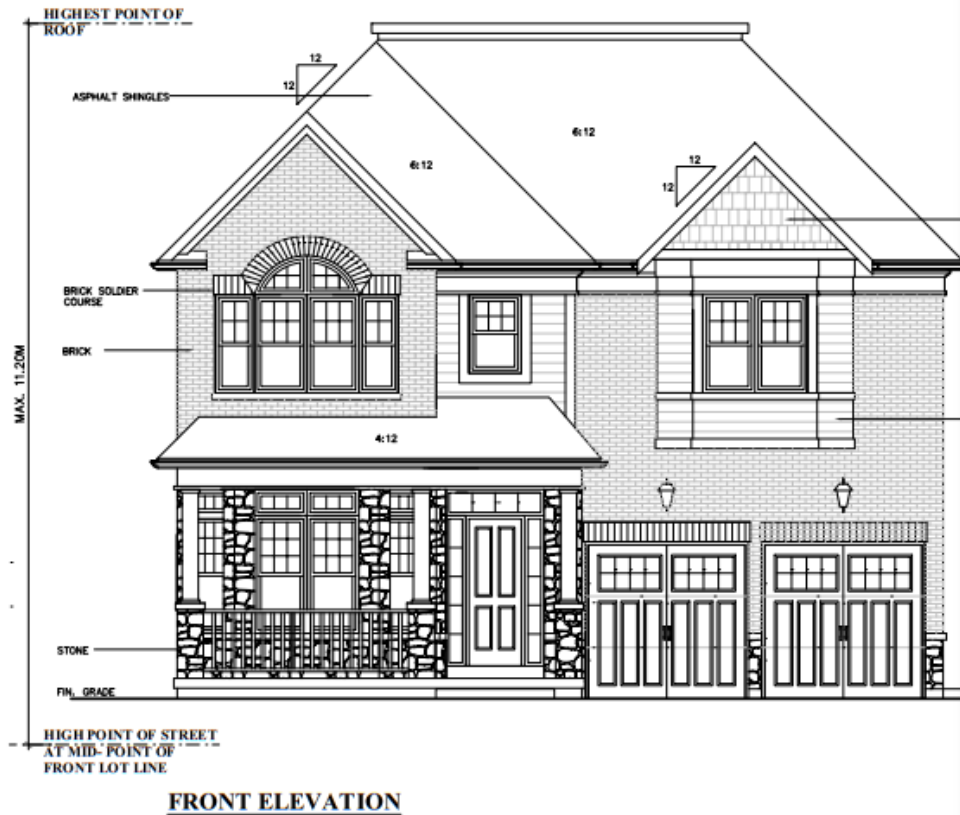 HIGHEST POINT OF
ROOF
12
12
ASPHALT SHINGLES
6:12
6:12
12
12
BRICK SOLDIER
COURSE
BRICK
MAX. 11.20M
4:12
STONE
FIN. GRADE
HIGH POINT OF STREET
AT MID- POINT OF
FRONT LOT LINE
FRONT ELEVATION